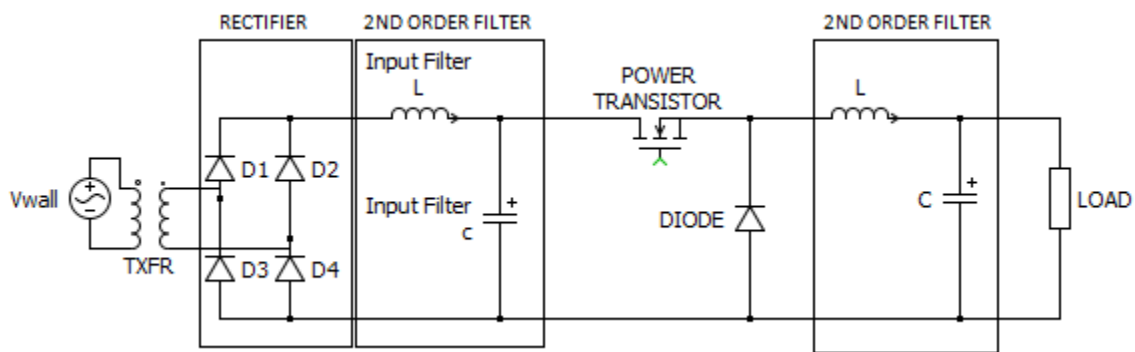 RECTIFIER
2ND ORDER FILTER
2ND ORDER FILTER
Input Filter
L
POWER
TRANSISTOR
L
D1
D2
Vwall
Input Filter
c
DIODE
C
LOAD
TXFR
D3
D4